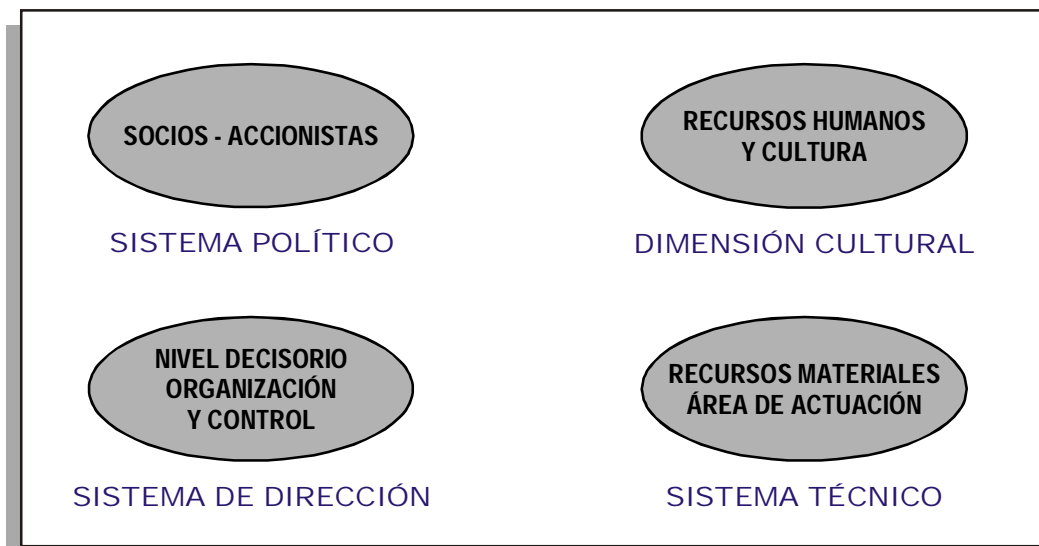 SOCIOS - ACCIONISTAS
SISTEMA POLÍTICO
RECURSOS HUMANOS
Y CULTURA
DIMENSIÓN CULTURAL
NIVEL DECISORIO
ORGANIZACIÓN
Y CONTROL
SISTEMA DE DIRECCIÓN
RECURSOS MATERIALES
ÁREA DE ACTUACIÓN
SISTEMA TÉCNICO